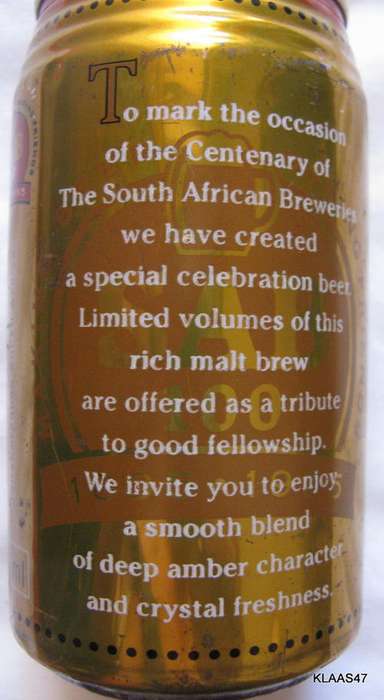 To mark the occasion
of the Centenary of
The South African Breweries
we have created
a special celebration beer.
Limited volumes of this
rich malt brew
are offered as a tribute
to good fellowship.
We invite you to enjoy
a smooth blend
of deep amber character
and crystal freshness.
SAB
100
KLAAS47